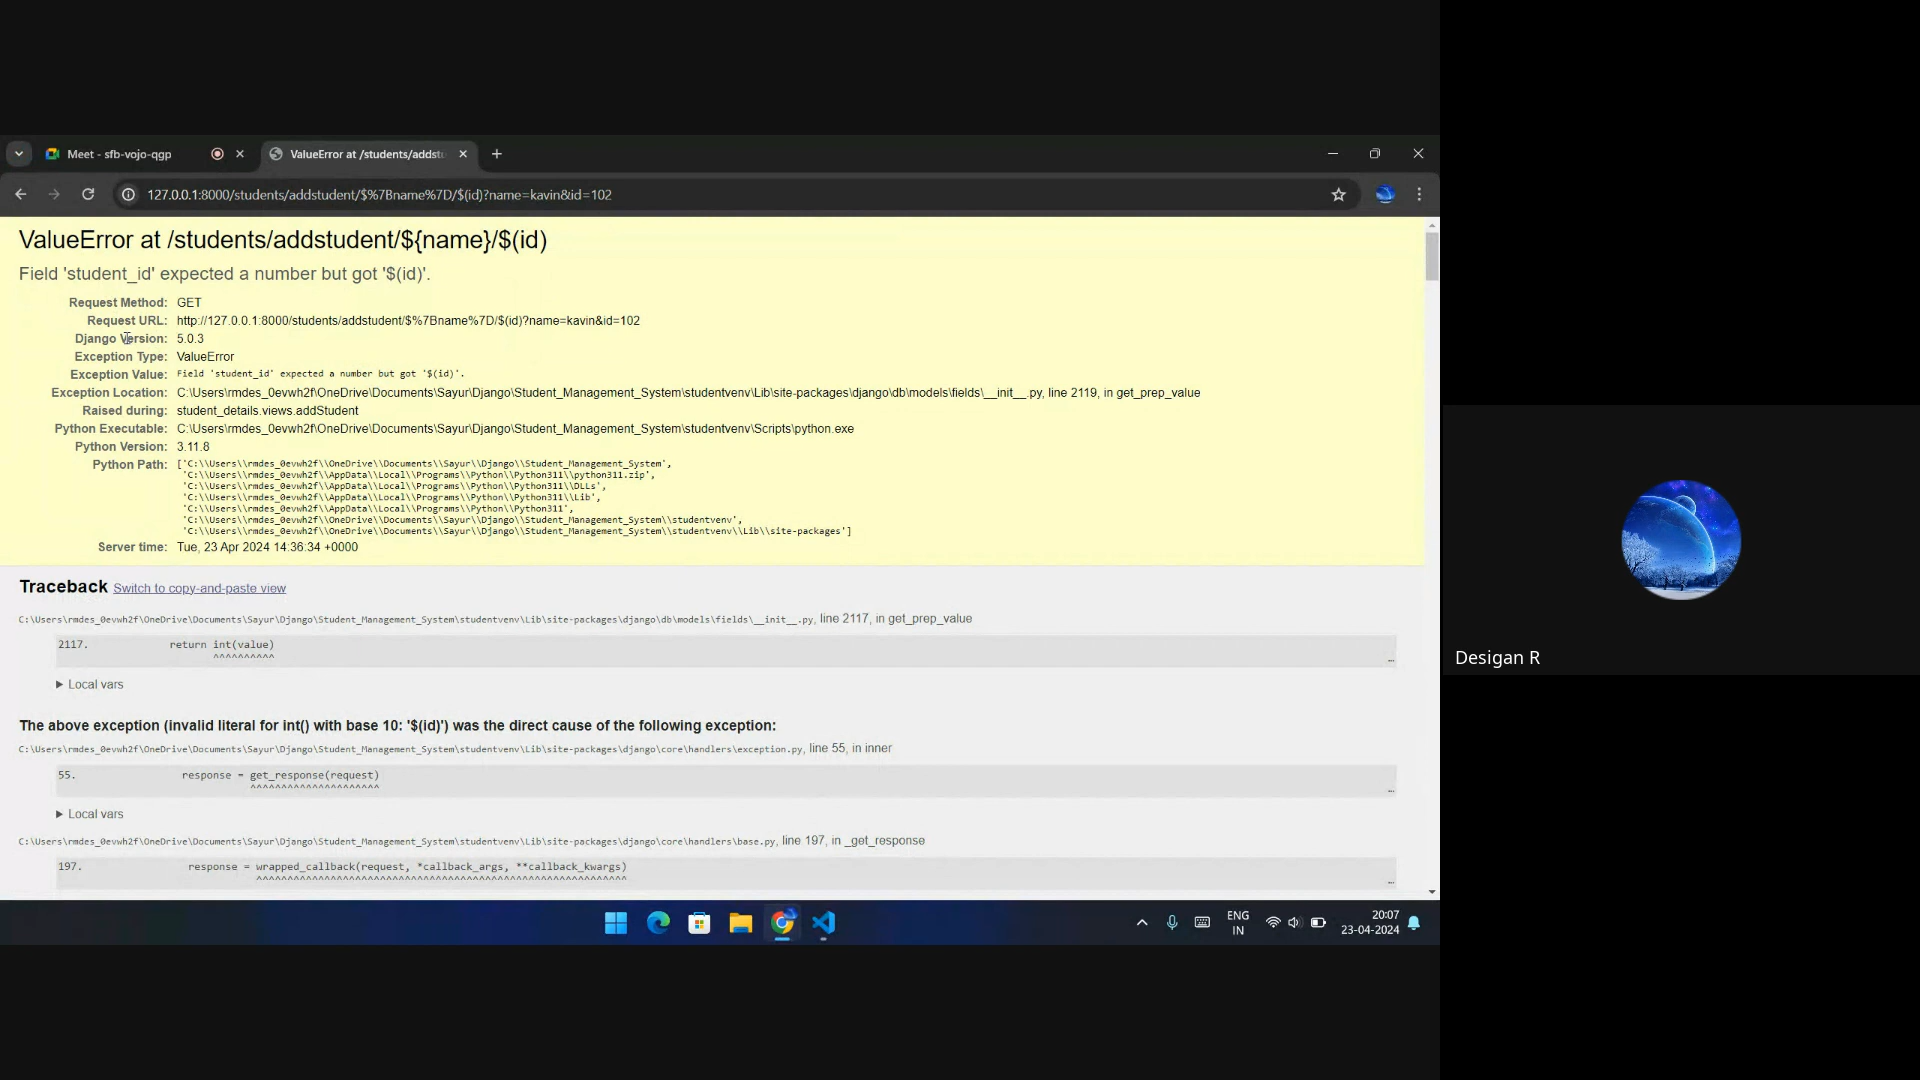 Meet - sfb-vojo-qgp
ValueError at /students/addstu
127.0.0.1:8000/students/addstudent/$%7Bname%7D/$(id)?name=kavin&id=102
ValueError at /students/addstudent/${name}/$(id)
Field 'student_id' expected a number but got '$(id)'.
Request Method: GET
Request URL: http://127.0.0.1:8000/students/addstudent/$%7Bname%7D/$(id)?name=kavin&id=102
Django Version: 5.0.3
Exception Type: ValueError
Exception Value: Field 'student_id' expected a number but got '$(id)'.
Exception Location: C:\Users\rmdes_0evwh2f\OneDrive\Documents\Sayur\Django\Student_Management_System\studentvenv\Lib\site-packages\django\db\models\fields\__init__.py, line 2119, in get_prep_value
Raised during: student_details.views.addStudent
Python Executable: C:\Users\rmdes_0evwh2f\OneDrive\Documents\Sayur\Django\Student_Management_System\studentvenv\Scripts\python.exe
Python Version: 3.11.8
Python Path: ['C:\\Users\\rmdes_0evwh2f\\OneDrive\\Documents\\Sayur\\Django\\Student_Management_System',
'C:\\Users\\rmdes_0evwh2f\\AppData\\Local\\Programs\\Python\\Python311\\python311.zip',
'C:\\Users\\rmdes_0evwh2f\\AppData\\Local\\Programs\\Python\\Python311\\DLLs',
'C:\\Users\\rmdes_0evwh2f\\AppData\\Local\\Programs\\Python\\Python311\\Lib',
'C:\\Users\\rmdes_0evwh2f\\AppData\\Local\\Programs\\Python\\Python311',
'C:\\Users\\rmdes_0evwh2f\\OneDrive\\Documents\\Sayur\\Django\\Student_Management_System\\studentvenv',
'C:\\Users\\rmdes_0evwh2f\\OneDrive\\Documents\\Sayur\\Django\\Student_Management_System\\studentvenv\\Lib\\site-packages']
Server time: Tue, 23 Apr 2024 14:36:34 +0000
Traceback Switch to copy-and-paste view
C:\Users\rmdes_0evwh2f\OneDrive\Documents\Sayur\Django\Student_Management_System\studentvenv\Lib\site-packages\django\db\models\fields\__init__.py, line 2117, in get_prep_value
2117. return int(value)
^^^^^^^^^^
…
▶ Local vars
The above exception (invalid literal for int() with base 10: '$(id)') was the direct cause of the following exception:
C:\Users\rmdes_0evwh2f\OneDrive\Documents\Sayur\Django\Student_Management_System\studentvenv\Lib\site-packages\django\core\handlers\exception.py, line 55, in inner
55. response = get_response(request)
^^^^^^^^^^^^^^^^^^^^^
…
▶ Local vars
C:\Users\rmdes_0evwh2f\OneDrive\Documents\Sayur\Django\Student_Management_System\studentvenv\Lib\site-packages\django\core\handlers\base.py, line 197, in _get_response
197. response = wrapped_callback(request, *callback_args, **callback_kwargs)
^^^^^^^^^^^^^^^^^^^^^^^^^^^^^^^^^^^^^^^^^^^^^^^^^^^^^^^^^^^^
…
ENG
IN
20:07
23-04-2024
Desigan R